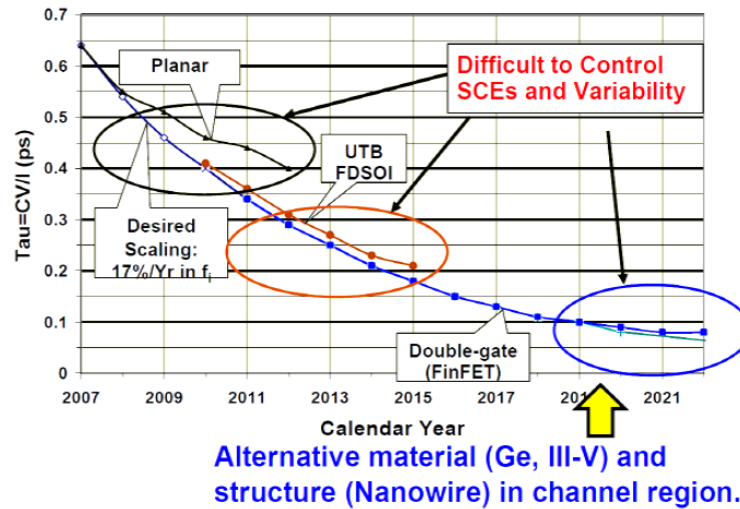 0.7
0.6
0.5
0.4
0.3
0.2
0.1
0
Tau=CV/I (ps)
Planar
Difficult to Control
SCEs and Variability
UTB
FDSOI
Desired
Scaling:
17%/Yr in fᵢ
Double-gate
(FinFET)
2007 2009 2011 2013 2015 2017 2021
Calendar Year
Alternative material (Ge, III-V) and
structure (Nanowire) in channel region.